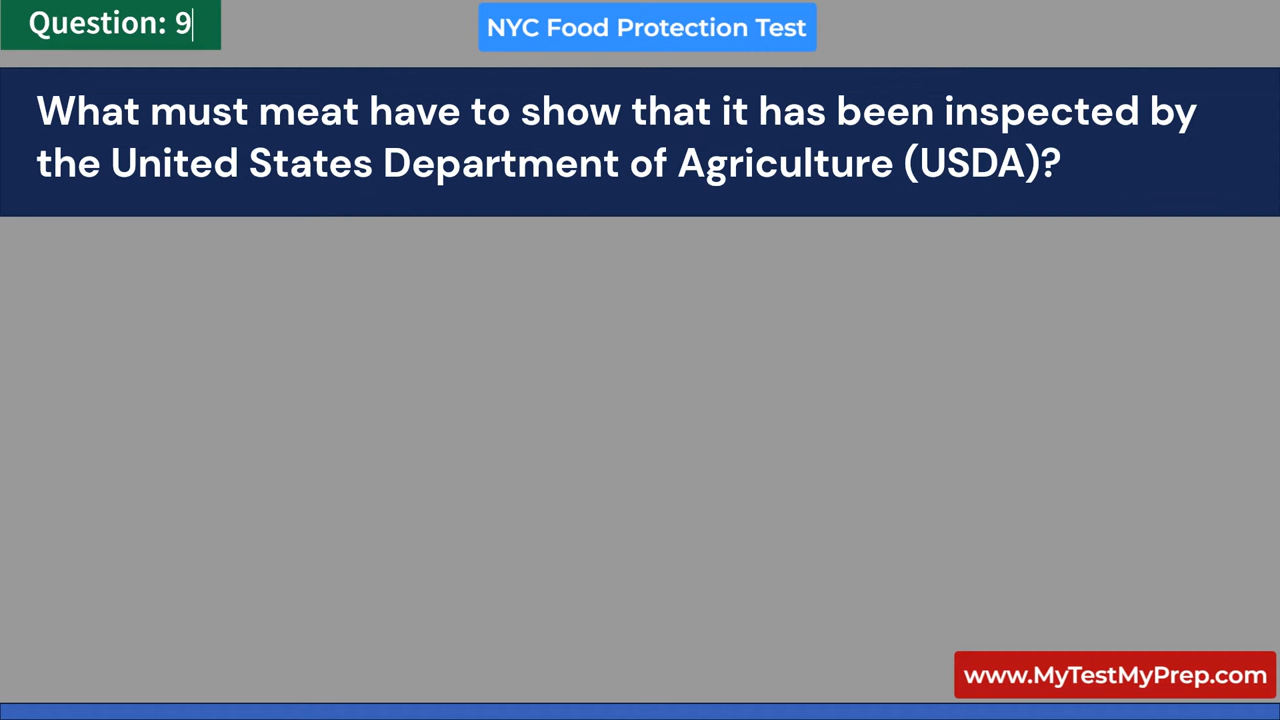 Question: 9
NYC Food Protection Test
What must meat have to show that it has been inspected by
the United States Department of Agriculture (USDA)?
www.MyTestMyPrep.com